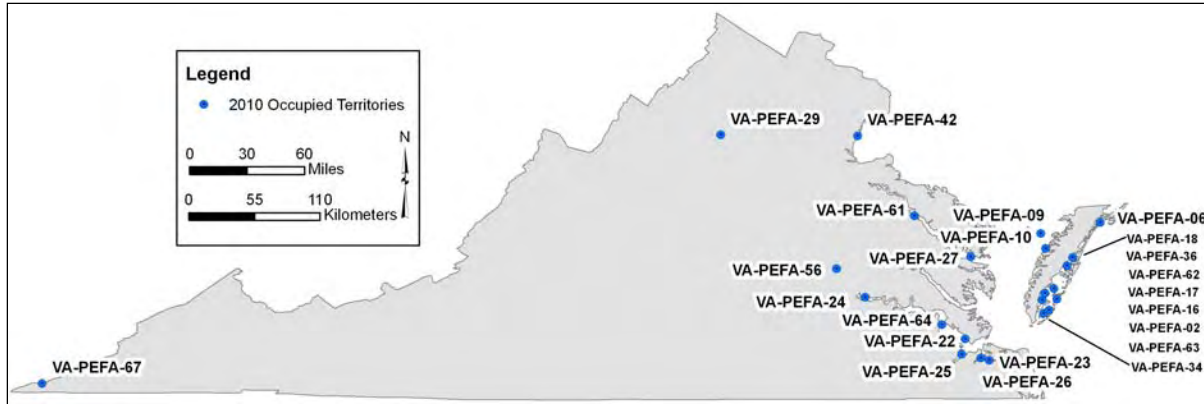 Legend
2010 Occupied Territories
N
0 30 60
Miles
0 55 110
Kilometers
VA-PEFA-29
VA-PEFA-42
VA-PEFA-61
VA-PEFA-09
VA-PEFA-06
VA-PEFA-10
VA-PEFA-18
VA-PEFA-27
VA-PEFA-36
VA-PEFA-56
VA-PEFA-62
VA-PEFA-17
VA-PEFA-24
VA-PEFA-16
VA-PEFA-64
VA-PEFA-02
VA-PEFA-22
VA-PEFA-63
VA-PEFA-25
VA-PEFA-23
VA-PEFA-34
VA-PEFA-26
VA-PEFA-67